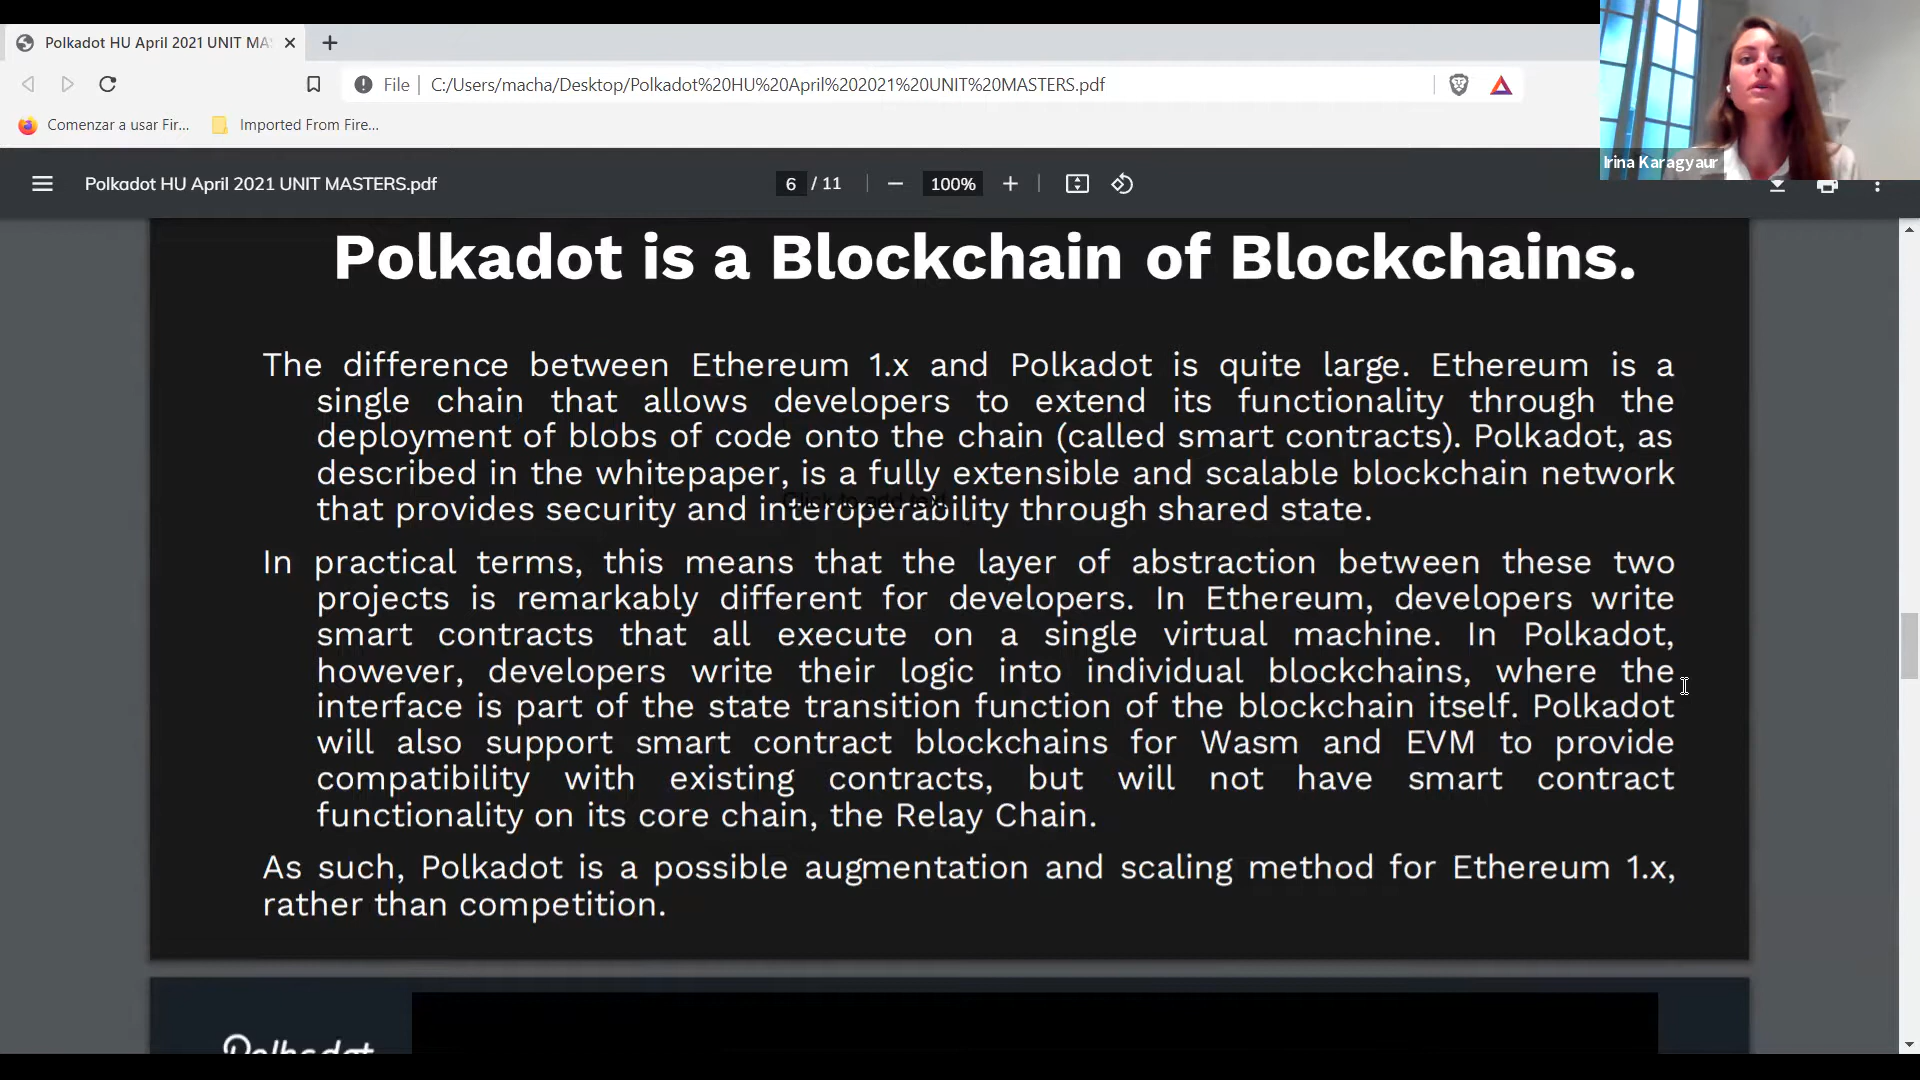 Polkadot HU April 2021 UNIT MA
File C:/Users/macha/Desktop/Polkadot%20HU%20April%202021%20UNIT%20MASTERS.pdf
Comenzar a usar Fir... Imported From Fire...
Irina Karagyaur
Polkadot HU April 2021 UNIT MASTERS.pdf 6 / 11 100%
Polkadot is a Blockchain of Blockchains.
The difference between Ethereum 1.x and Polkadot is quite large. Ethereum is a
single chain that allows developers to extend its functionality through the
deployment of blobs of code onto the chain (called smart contracts). Polkadot, as
described in the whitepaper, is a fully extensible and scalable blockchain network
Click to add text
that provides security and interoperability through shared state.
In practical terms, this means that the layer of abstraction between these two
projects is remarkably different for developers. In Ethereum, developers write
smart contracts that all execute on a single virtual machine. In Polkadot,
however, developers write their logic into individual blockchains, where the
interface is part of the state transition function of the blockchain itself. Polkadot
will also support smart contract blockchains for Wasm and EVM to provide
compatibility with existing contracts, but will not have smart contract
functionality on its core chain, the Relay Chain.
As such, Polkadot is a possible augmentation and scaling method for Ethereum 1.x,
rather than competition.
Polkadot